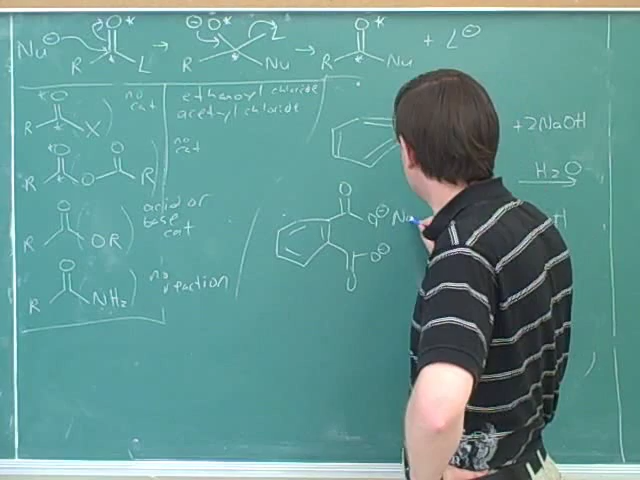 Nu⊖ O* R * L → ⊖ O* R * L Nu → O* R * Nu + L⊖
*O R * X no cat ethanoyl chloride
acetyl chloride
*O R * O O R no cat
O R OR acid or base cat
O R NH2 no reaction
+2NaOH
H2O
O O⊖ Na
O⊖
O
H